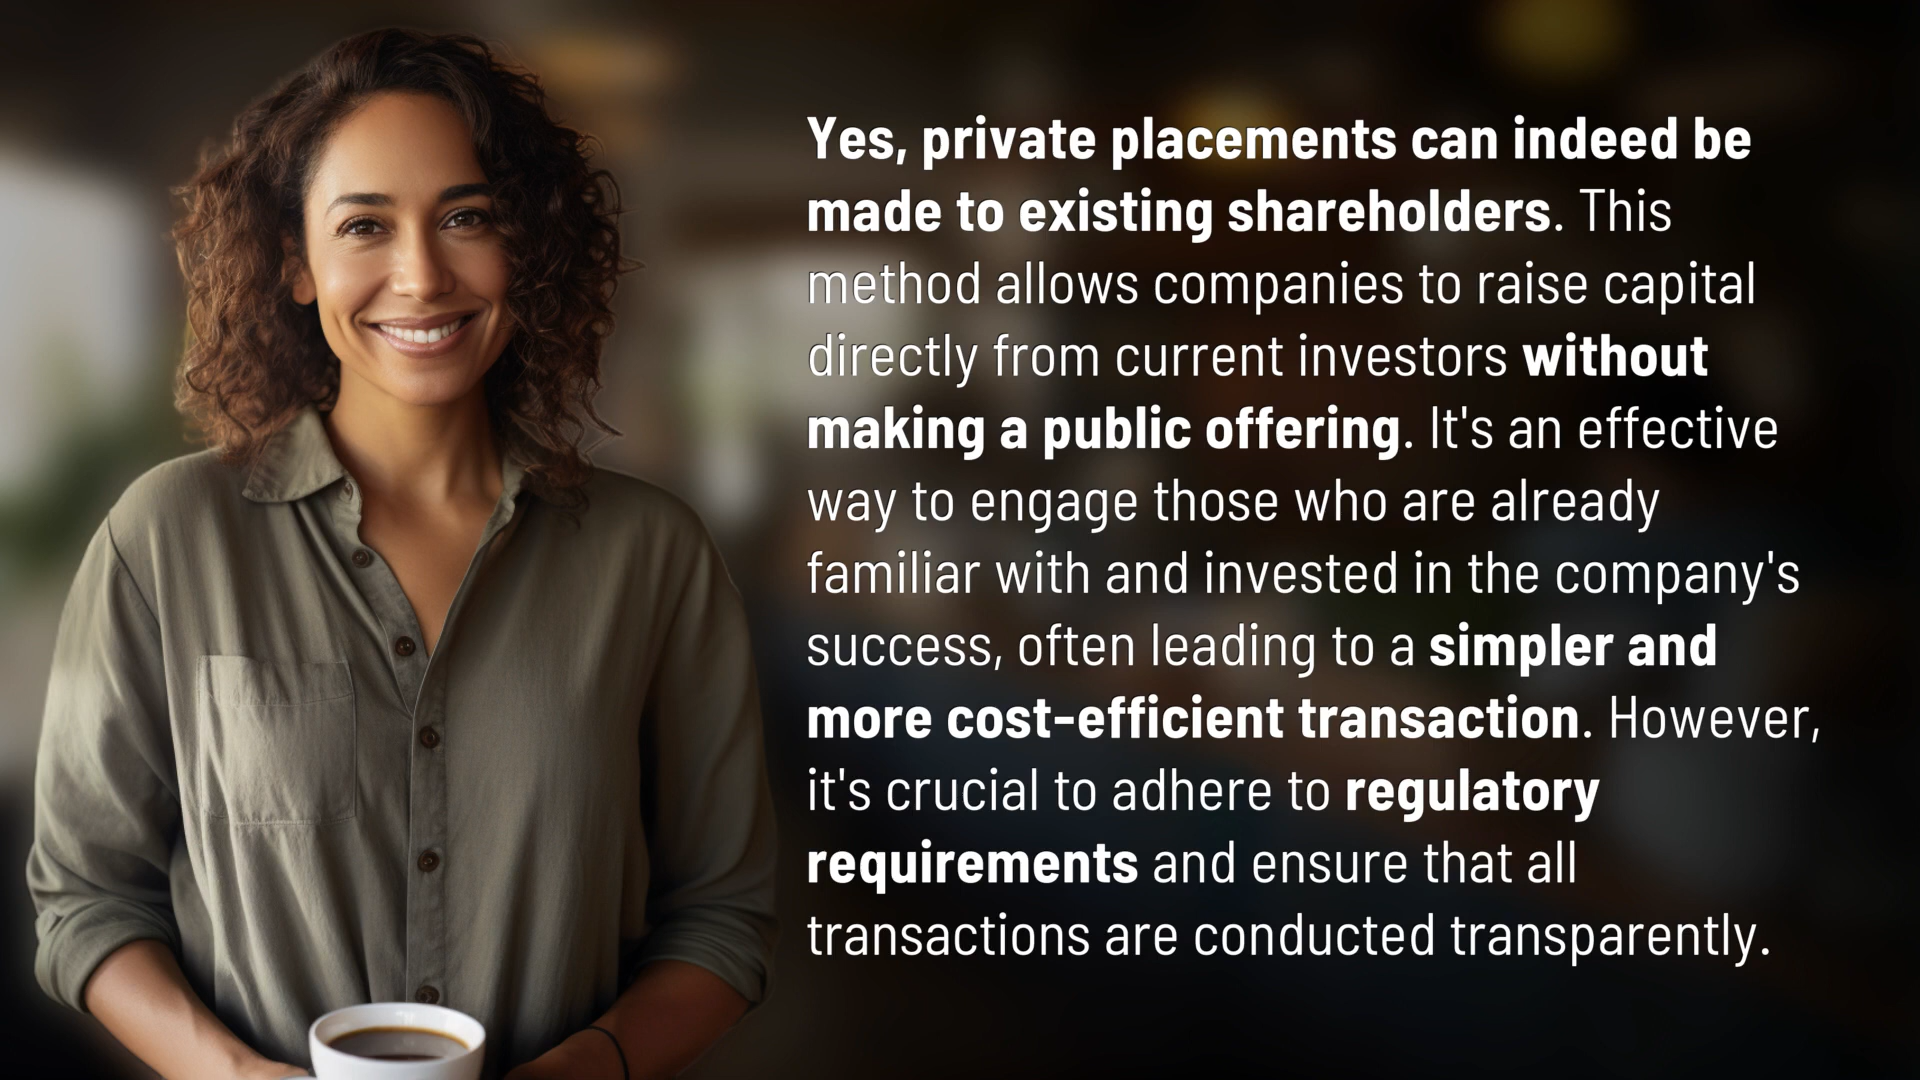 Yes, private placements can indeed be
made to existing shareholders. This
method allows companies to raise capital
directly from current investors without
making a public offering. It's an effective
way to engage those who are already
familiar with and invested in the company's
success, often leading to a simpler and
more cost-efficient transaction. However,
it's crucial to adhere to regulatory
requirements and ensure that all
transactions are conducted transparently.